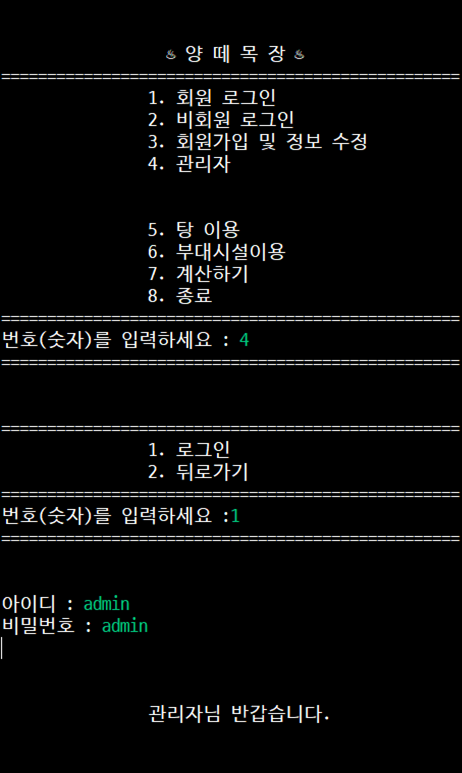 ♨ 양 떼 목 장 ♨
==================================================
1. 회원 로그인
2. 비회원 로그인
3. 회원가입 및 정보 수정
4. 관리자
5. 탕 이용
6. 부대시설이용
7. 계산하기
8. 종료
==================================================
번호(숫자)를 입력하세요 : 4
==================================================
==================================================
1. 로그인
2. 뒤로가기
==================================================
번호(숫자)를 입력하세요 :1
==================================================
아이디 : admin
비밀번호 : admin
관리자님 반갑습니다.